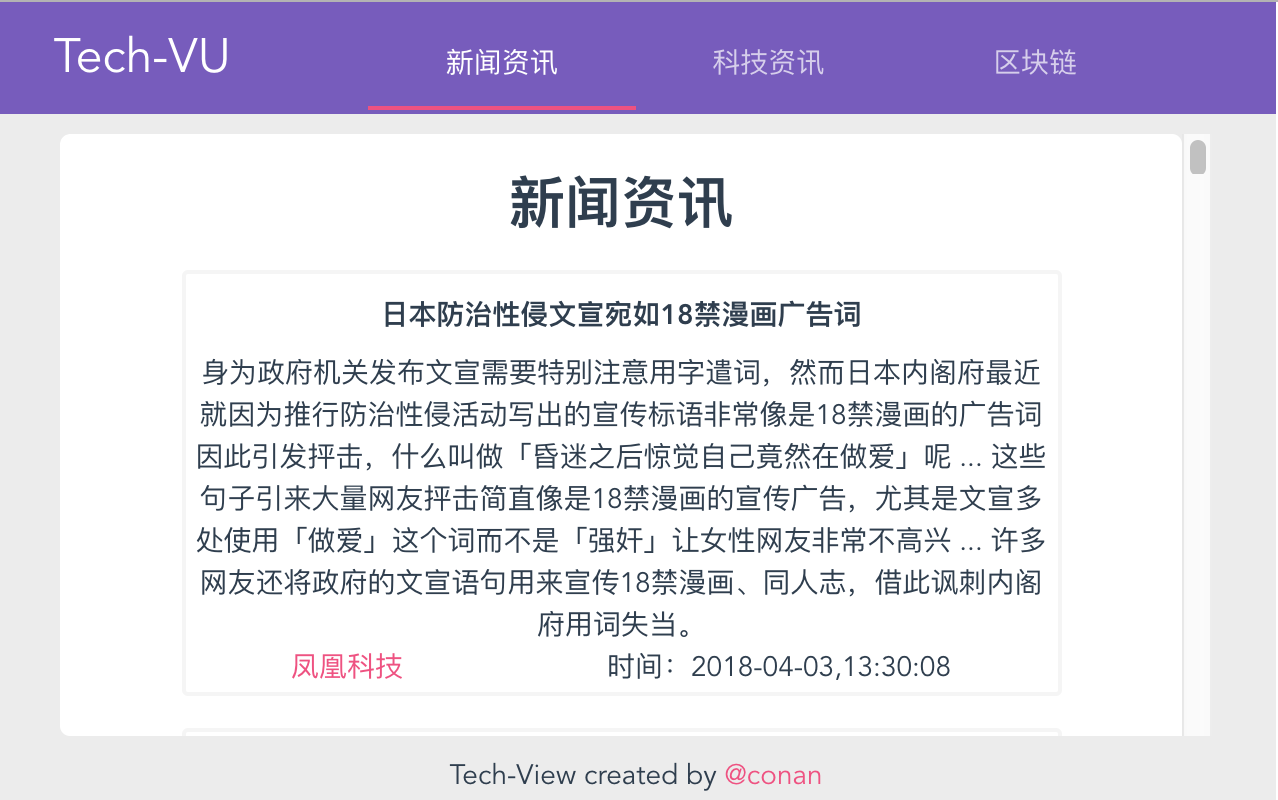 Tech-VU
新闻资讯
科技资讯
区块链
新闻资讯
日本防治性侵文宣宛如18禁漫画广告词
身为政府机关发布文宣需要特别注意用字遣词，然而日本内阁府最近
就因为推行防治性侵活动写出的宣传标语非常像是18禁漫画的广告词
因此引发抨击，什么叫做「昏迷之后惊觉自己竟然在做爱」呢 ... 这些
句子引来大量网友抨击简直像是18禁漫画的宣传广告，尤其是文宣多
处使用「做爱」这个词而不是「强奸」让女性网友非常不高兴 ... 许多
网友还将政府的文宣语句用来宣传18禁漫画、同人志，借此讽刺内阁
府用词失当。
凤凰科技
时间：2018-04-03,13:30:08
Tech-View created by @conan